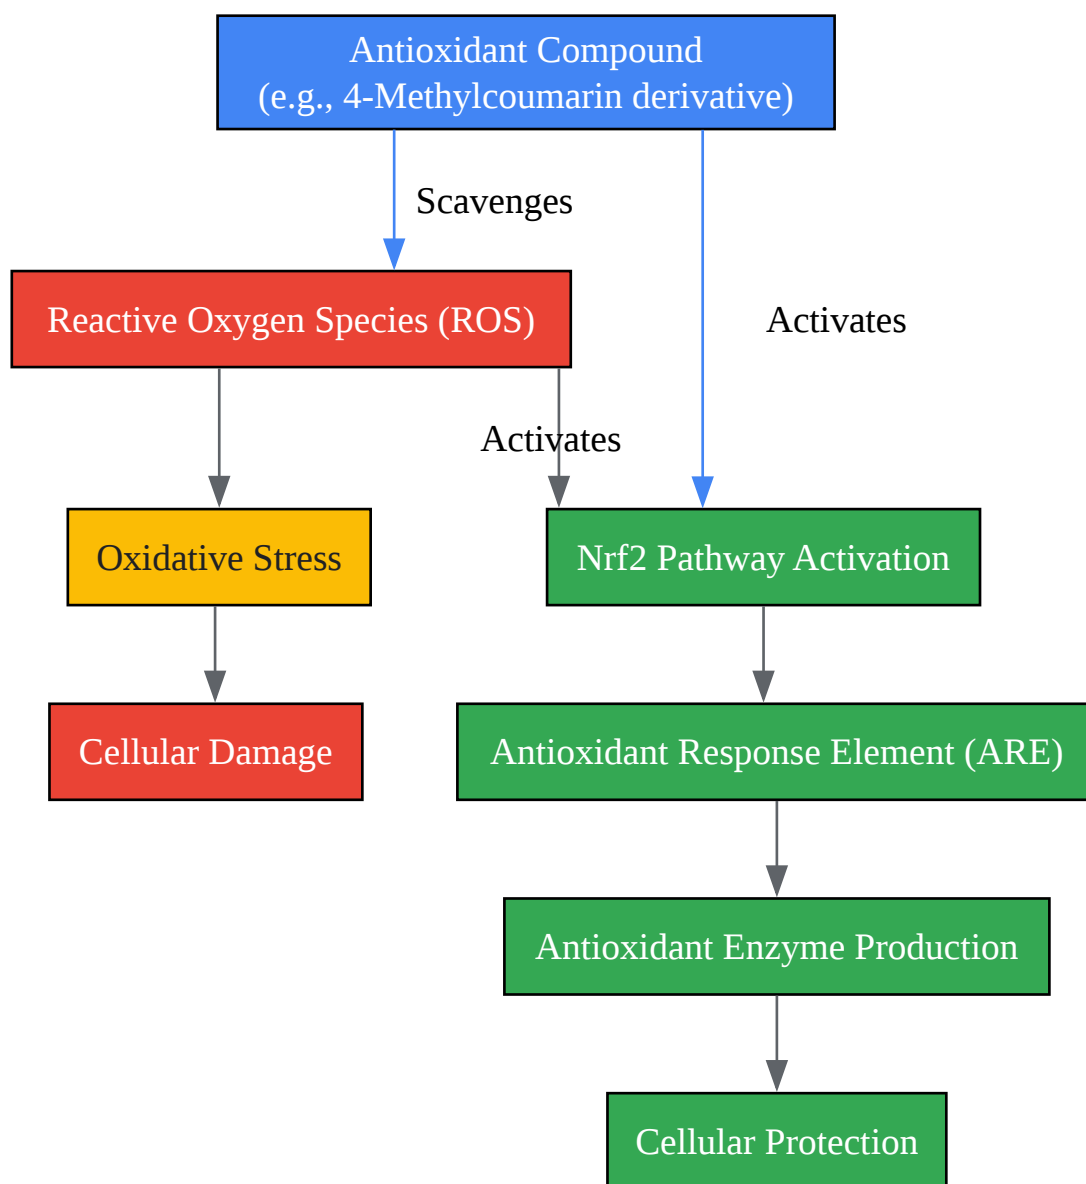 Antioxidant Compound
(e.g., 4-Methylcoumarin derivative)
Scavenges
Reactive Oxygen Species (ROS)
Activates
Activates
Oxidative Stress
Nrf2 Pathway Activation
Cellular Damage
Antioxidant Response Element (ARE)
Antioxidant Enzyme Production
Cellular Protection